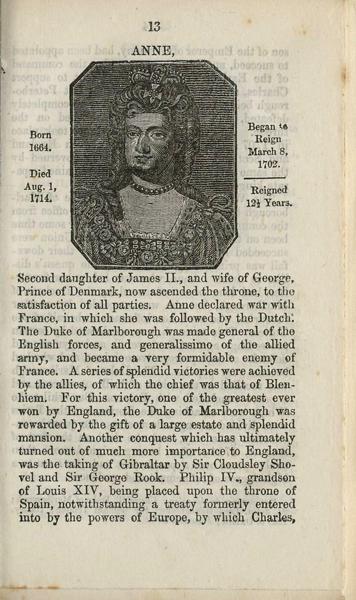 13
ANNE,
Born
1664.
Died
Aug. 1,
1714.
Began to
Reign
March 8,
1702.
Reigned
12½ Years.
Second daughter of James II., and wife of George,
Prince of Denmark, now ascended the throne, to the
satisfaction of all parties. Anne declared war with
France, in which she was followed by the Dutch.
The Duke of Marlborough was made general of the
English forces, and generalissimo of the allied
army, and became a very formidable enemy of
France. A series of splendid victories were achieved
by the allies, of which the chief was that of Blen-
hiem. For this victory, one of the greatest ever
won by England, the Duke of Marlborough was
rewarded by the gift of a large estate and splendid
mansion. Another conquest which has ultimately
turned out of much more importance to England,
was the taking of Gibraltar by Sir Cloudsley Sho-
vel and Sir George Rook. Philip IV., grandson
of Louis XIV, being placed upon the throne of
Spain, notwithstanding a treaty formerly entered
into by the powers of Europe, by which Charles,